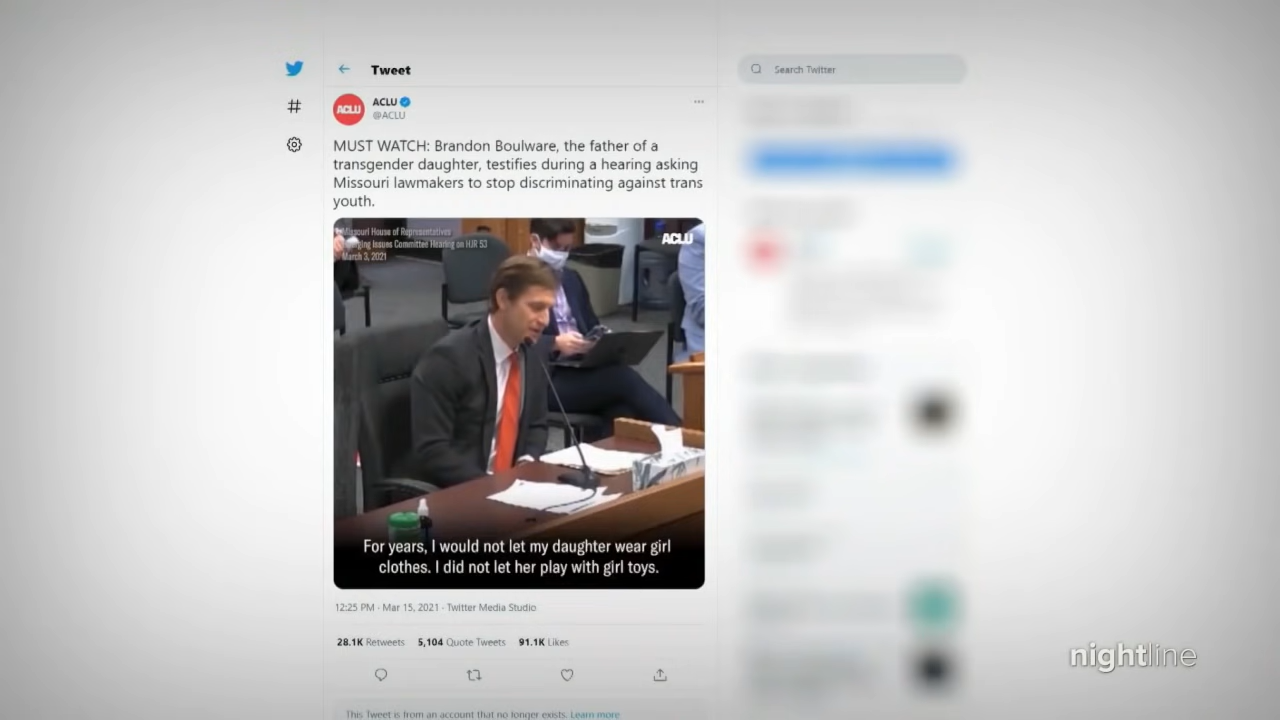 Tweet
Search Twitter
ACLU
ACLU
@ACLU
MUST WATCH: Brandon Boulware, the father of a
transgender daughter, testifies during a hearing asking
Missouri lawmakers to stop discriminating against trans
youth.
Missouri House of Representatives
Emerging Issues Committee Hearing on HJR 53
March 3, 2021
ACLU
For years, I would not let my daughter wear girl
clothes. I did not let her play with girl toys.
12:25 PM · Mar 15, 2021 · Twitter Media Studio
28.1K Retweets 5,104 Quote Tweets 91.1K Likes
This Tweet is from an account that no longer exists. Learn more
nightline